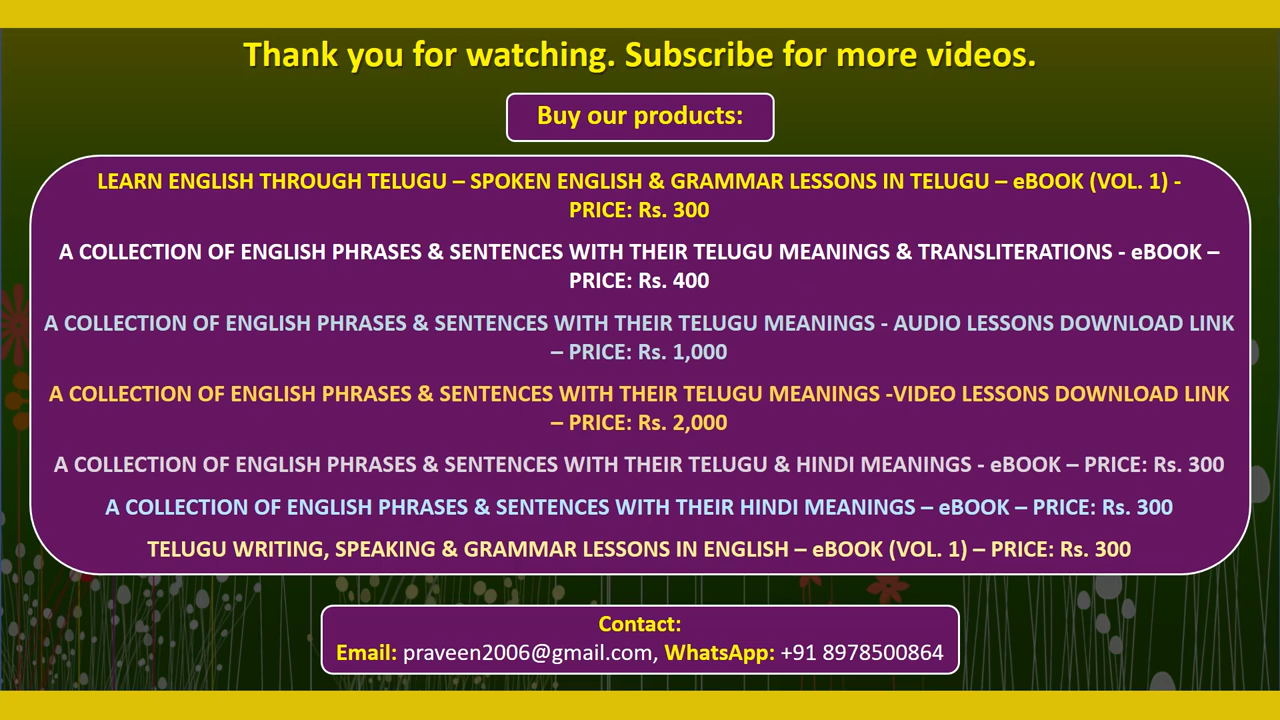 Thank you for watching. Subscribe for more videos.
Buy our products:
LEARN ENGLISH THROUGH TELUGU – SPOKEN ENGLISH & GRAMMAR LESSONS IN TELUGU – eBOOK (VOL. 1) -
PRICE: Rs. 300
A COLLECTION OF ENGLISH PHRASES & SENTENCES WITH THEIR TELUGU MEANINGS & TRANSLITERATIONS - eBOOK –
PRICE: Rs. 400
A COLLECTION OF ENGLISH PHRASES & SENTENCES WITH THEIR TELUGU MEANINGS - AUDIO LESSONS DOWNLOAD LINK
– PRICE: Rs. 1,000
A COLLECTION OF ENGLISH PHRASES & SENTENCES WITH THEIR TELUGU MEANINGS -VIDEO LESSONS DOWNLOAD LINK
– PRICE: Rs. 2,000
A COLLECTION OF ENGLISH PHRASES & SENTENCES WITH THEIR TELUGU & HINDI MEANINGS - eBOOK – PRICE: Rs. 300
A COLLECTION OF ENGLISH PHRASES & SENTENCES WITH THEIR HINDI MEANINGS – eBOOK – PRICE: Rs. 300
TELUGU WRITING, SPEAKING & GRAMMAR LESSONS IN ENGLISH – eBOOK (VOL. 1) – PRICE: Rs. 300
Contact:
Email: praveen2006@gmail.com, WhatsApp: +91 8978500864